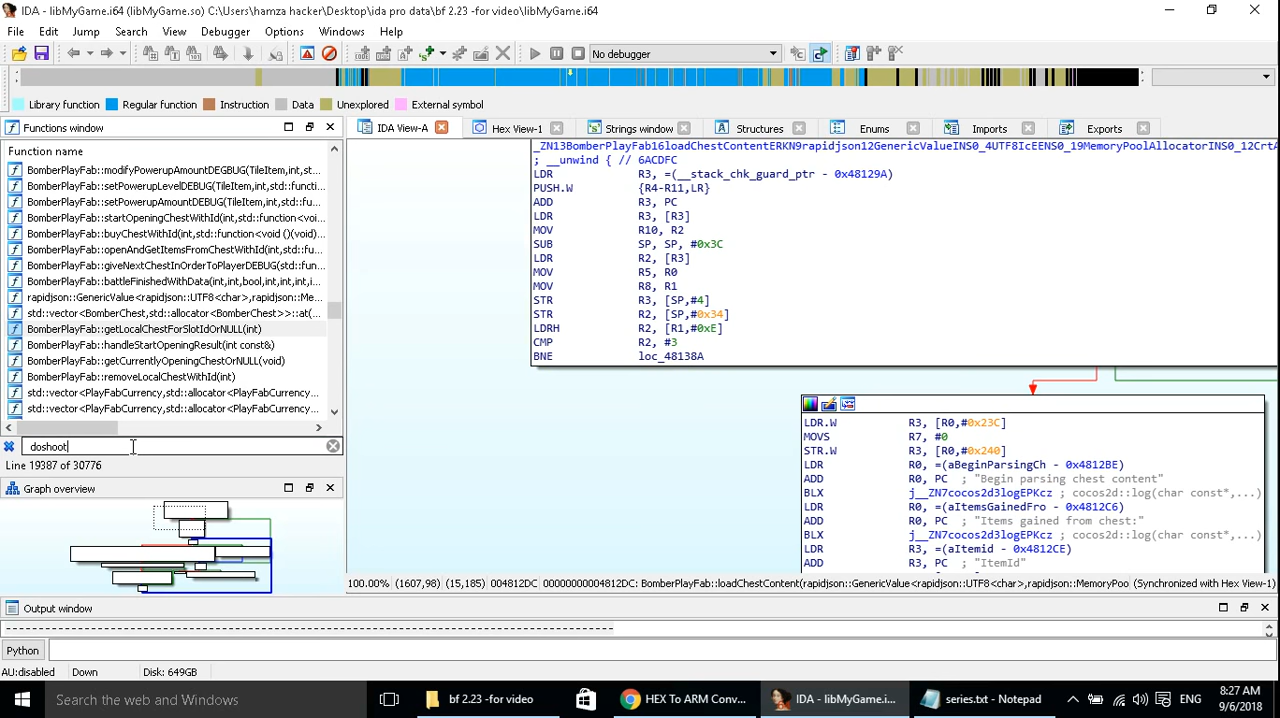 IDA - libMyGame.i64 (libMyGame.so) C:\Users\hamza hacker\Desktop\ida pro data\bf 2.23 -for video\libMyGame.i64
File Edit Jump Search View Debugger Options Windows Help
No debugger
Library function Regular function Instruction Data Unexplored External symbol
Functions window
IDA View-A Hex View-1 Strings window Structures Enums Imports Exports
Function name
BomberPlayFab::modifyPowerupAmountDEGBUG(TileItem,int,st...
BomberPlayFab::setPowerupLevelDEBUG(TileItem,int,std::functi...
BomberPlayFab::setPowerupAmountDEBUG(TileItem,int,std::fu...
BomberPlayFab::startOpeningChestWithId(int,std::function<voi...
BomberPlayFab::buyChestWithId(int,std::function<void ()(void)...
BomberPlayFab::openAndGetItemsFromChestWithId(int,std::fu...
BomberPlayFab::giveNextChestInOrderToPlayerDEBUG(std::fun...
BomberPlayFab::battleFinishedWithData(int,int,bool,int,int,int,i...
rapidjson::GenericValue<rapidjson::UTF8<char>,rapidjson::Me...
std::vector<BomberChest,std::allocator<BomberChest>>::at(...
BomberPlayFab::getLocalChestForSlotIdOrNULL(int)
BomberPlayFab::handleStartOpeningResult(int const&)
BomberPlayFab::getCurrentlyOpeningChestOrNULL(void)
BomberPlayFab::removeLocalChestWithId(int)
std::vector<PlayFabCurrency,std::allocator<PlayFabCurrency...
std::vector<PlayFabCurrency,std::allocator<PlayFabCurrency...
doshoot
Line 19387 of 30776
Graph overview
_ZN13BomberPlayFab16loadChestContentERKN9rapidjson12GenericValueINS0_4UTF8IcEENS0_19MemoryPoolAllocatorINS0_12CrtA
; __unwind { // 6ACDFC
LDR R3, =(__stack_chk_guard_ptr - 0x48129A)
PUSH.W {R4-R11,LR}
ADD R3, PC
LDR R3, [R3]
MOV R10, R2
SUB SP, SP, #0x3C
LDR R2, [R3]
MOV R5, R0
MOV R8, R1
STR R3, [SP,#4]
STR R2, [SP,#0x34]
LDRH R2, [R1,#0xE]
CMP R2, #3
BNE loc_48138A
LDR.W R3, [R0,#0x23C]
MOVS R7, #0
STR.W R3, [R0,#0x240]
LDR R0, =(aBeginParsingCh - 0x4812BE)
ADD R0, PC ; "Begin parsing chest content"
BLX j__ZN7cocos2d3logEPKcz ; cocos2d::log(char const*,...)
LDR R0, =(aItemsGainedFro - 0x4812C6)
ADD R0, PC ; "Items gained from chest:"
BLX j__ZN7cocos2d3logEPKcz ; cocos2d::log(char const*,...)
LDR R3, =(aItemid - 0x4812CE)
ADD R3, PC ; "ItemId"
100.00% (1607,98) (15,185) 004812DC 00000000004812DC: BomberPlayFab::loadChestContent(rapidjson::GenericValue<rapidjson::UTF8<char>,rapidjson::MemoryPoo (Synchronized with Hex View-1)
Output window
Python
AU:disabled Down Disk: 649GB
Search the web and Windows
bf 2.23 -for video
HEX To ARM Conv...
IDA - libMyGame.i...
series.txt - Notepad
ENG
8:27 AM
9/6/2018